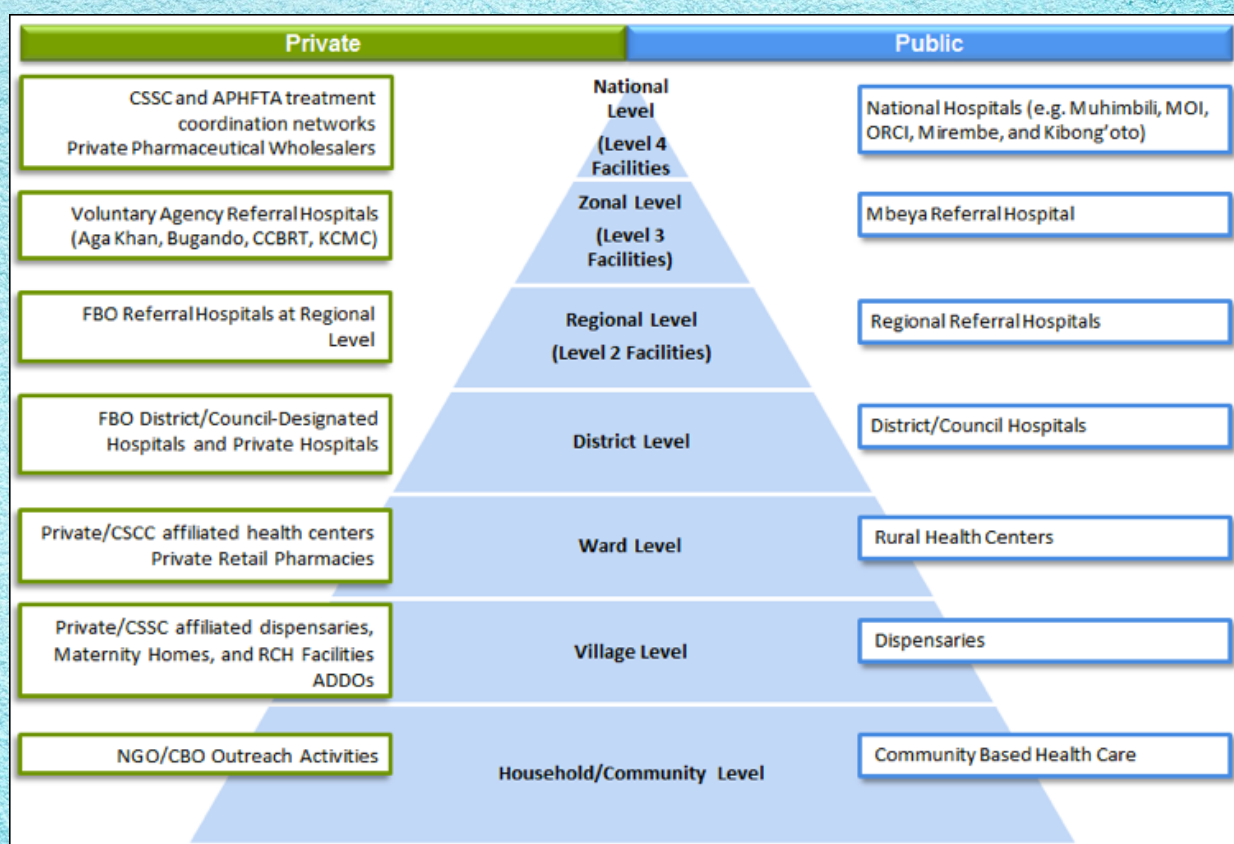 Private
Public
CSSC and APHFTA treatment
coordination networks
Private Pharmaceutical Wholesalers
National
Level
(Level 4
Facilities
National Hospitals (e.g. Muhimbili, MOI,
ORCI, Mirembe, and Kibong'oto)
Voluntary Agency Referral Hospitals
(Aga Khan, Bugando, CCBRT, KCMC)
Zonal Level
(Level 3
Facilities)
Mbeya Referral Hospital
FBO Referral Hospitals at Regional
Level
Regional Level
(Level 2 Facilities)
Regional Referral Hospitals
FBO District/Council-Designated
Hospitals and Private Hospitals
District Level
District/Council Hospitals
Private/CSCC affiliated health centers
Private Retail Pharmacies
Ward Level
Rural Health Centers
Private/CSSC affiliated dispensaries,
Maternity Homes, and RCH Facilities
ADDOs
Village Level
Dispensaries
NGO/CBO Outreach Activities
Household/Community Level
Community Based Health Care